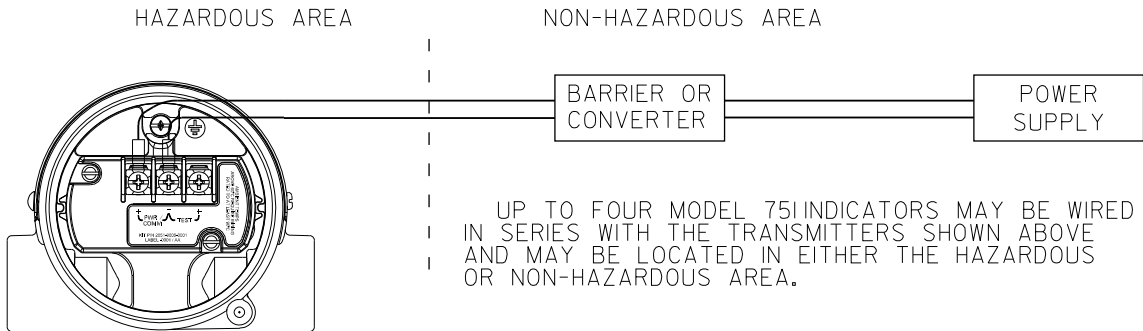 HAZARDOUS AREA
NON-HAZARDOUS AREA
BARRIER OR
CONVERTER
POWER
SUPPLY
PWR
COMM
TEST
UP TO FOUR MODEL 751 INDICATORS MAY BE WIRED
IN SERIES WITH THE TRANSMITTERS SHOWN ABOVE
AND MAY BE LOCATED IN EITHER THE HAZARDOUS
OR NON-HAZARDOUS AREA.